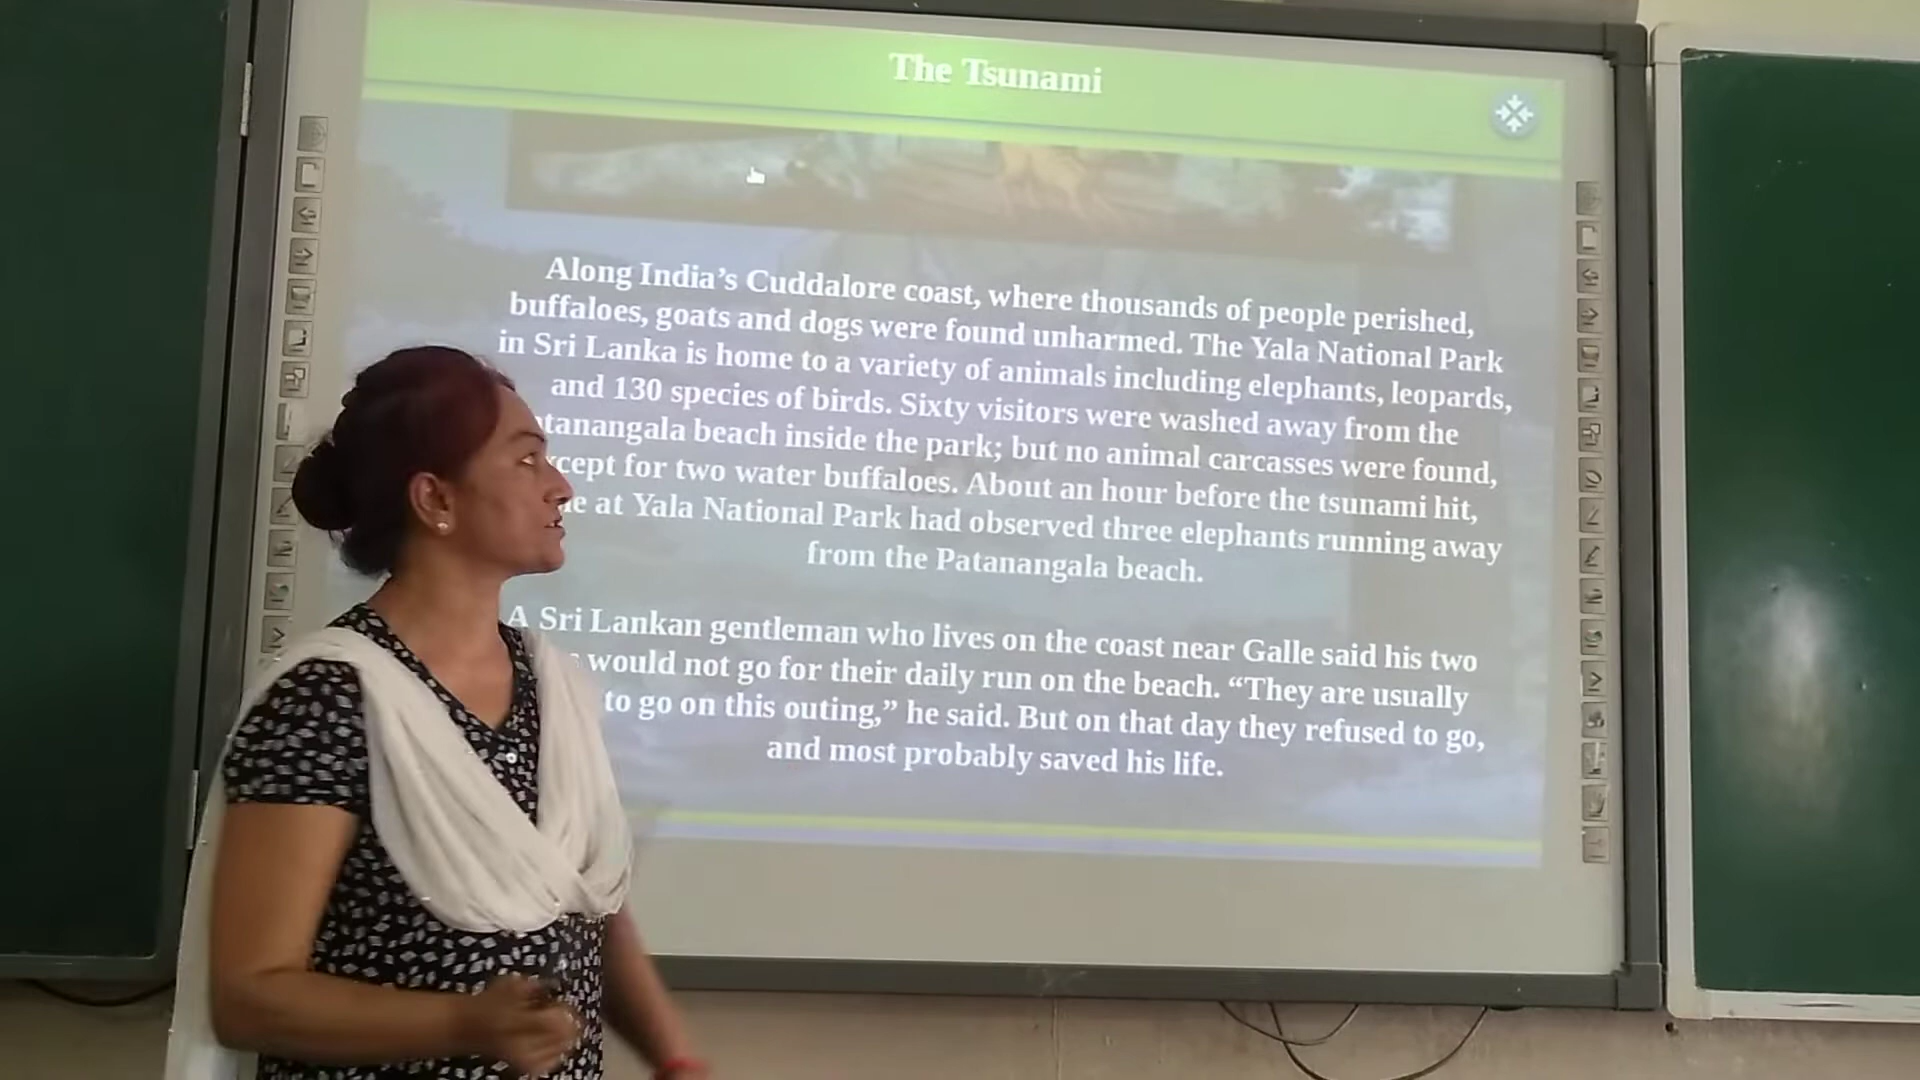 The Tsunami
Along India’s Cuddalore coast, where thousands of people perished,
buffaloes, goats and dogs were found unharmed. The Yala National Park
in Sri Lanka is home to a variety of animals including elephants, leopards,
and 130 species of birds. Sixty visitors were washed away from the
beach inside the park; but no animal carcasses were found,
for two water buffaloes. About an hour before the tsunami hit,
at Yala National Park had observed three elephants running away
from the Patanangala beach.
A Sri Lankan gentleman who lives on the coast near Galle said his two
would not go for their daily run on the beach. “They are usually
to go on this outing,” he said. But on that day they refused to go,
and most probably saved his life.